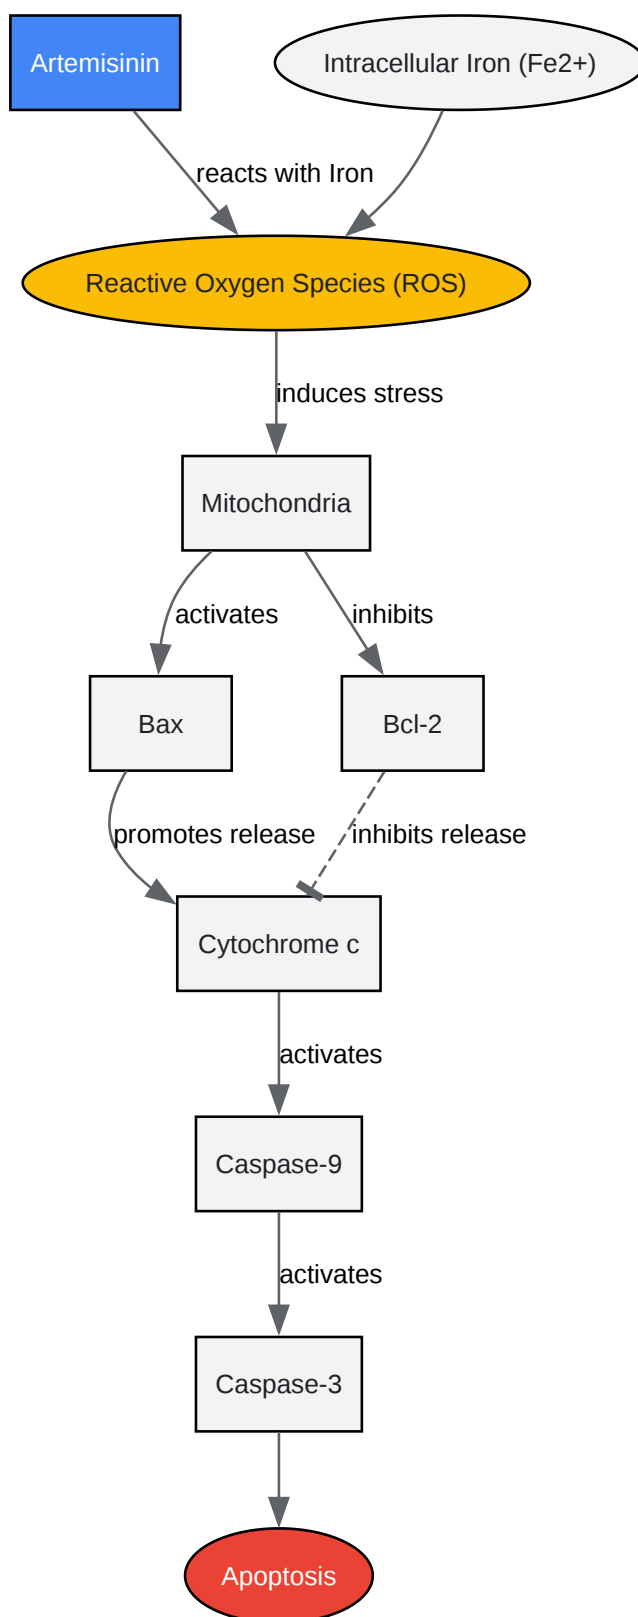 Artemisinin
Intracellular Iron (Fe2+)
reacts with Iron
Reactive Oxygen Species (ROS)
induces stress
Mitochondria
activates
inhibits
Bax
Bcl-2
promotes release
inhibits release
Cytochrome c
activates
Caspase-9
activates
Caspase-3
Apoptosis